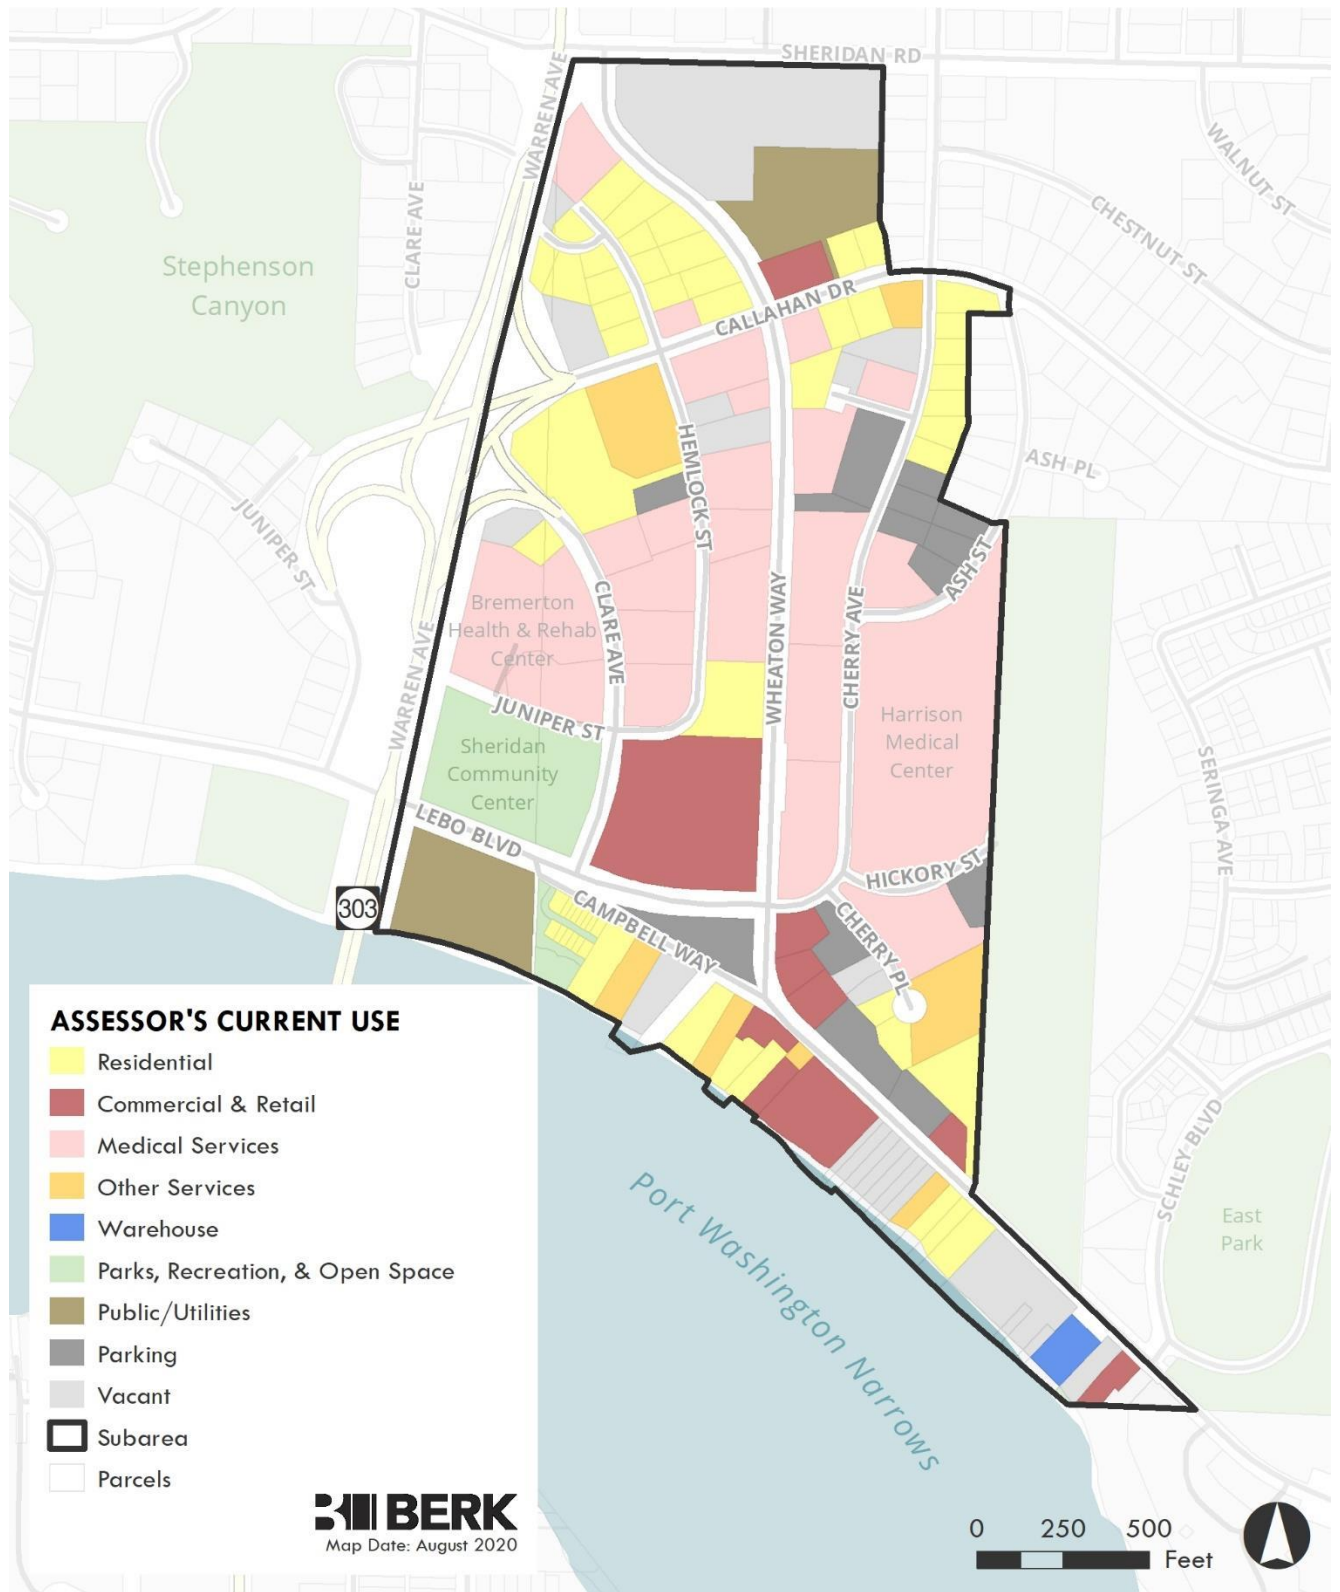 SHERIDAN RD
WARREN AVE
WALNUT ST
CHESTNUT ST
CLARE AVE
Stephenson
Canyon
CALLAHAN DR
HEMLOCK ST
ASH PL
JUNIPER ST
ASH ST
WHEATON WAY
CHERRY AVE
CLARE AVE
Bremerton
Health & Rehab
Center
WARREN AVE
JUNIPER ST
Harrison
Medical
Center
Sheridan
Community
Center
SERINGA AVE
LEBO BLVD
HICKORY ST
303
CAMPBELL WAY
CHERRY PL
SCHLEY BLVD
East
Park
Port Washington Narrows
ASSESSOR'S CURRENT USE
Residential
Commercial & Retail
Medical Services
Other Services
Warehouse
Parks, Recreation, & Open Space
Public/Utilities
Parking
Vacant
Subarea
Parcels
BERK
Map Date: August 2020
0 250 500
Feet